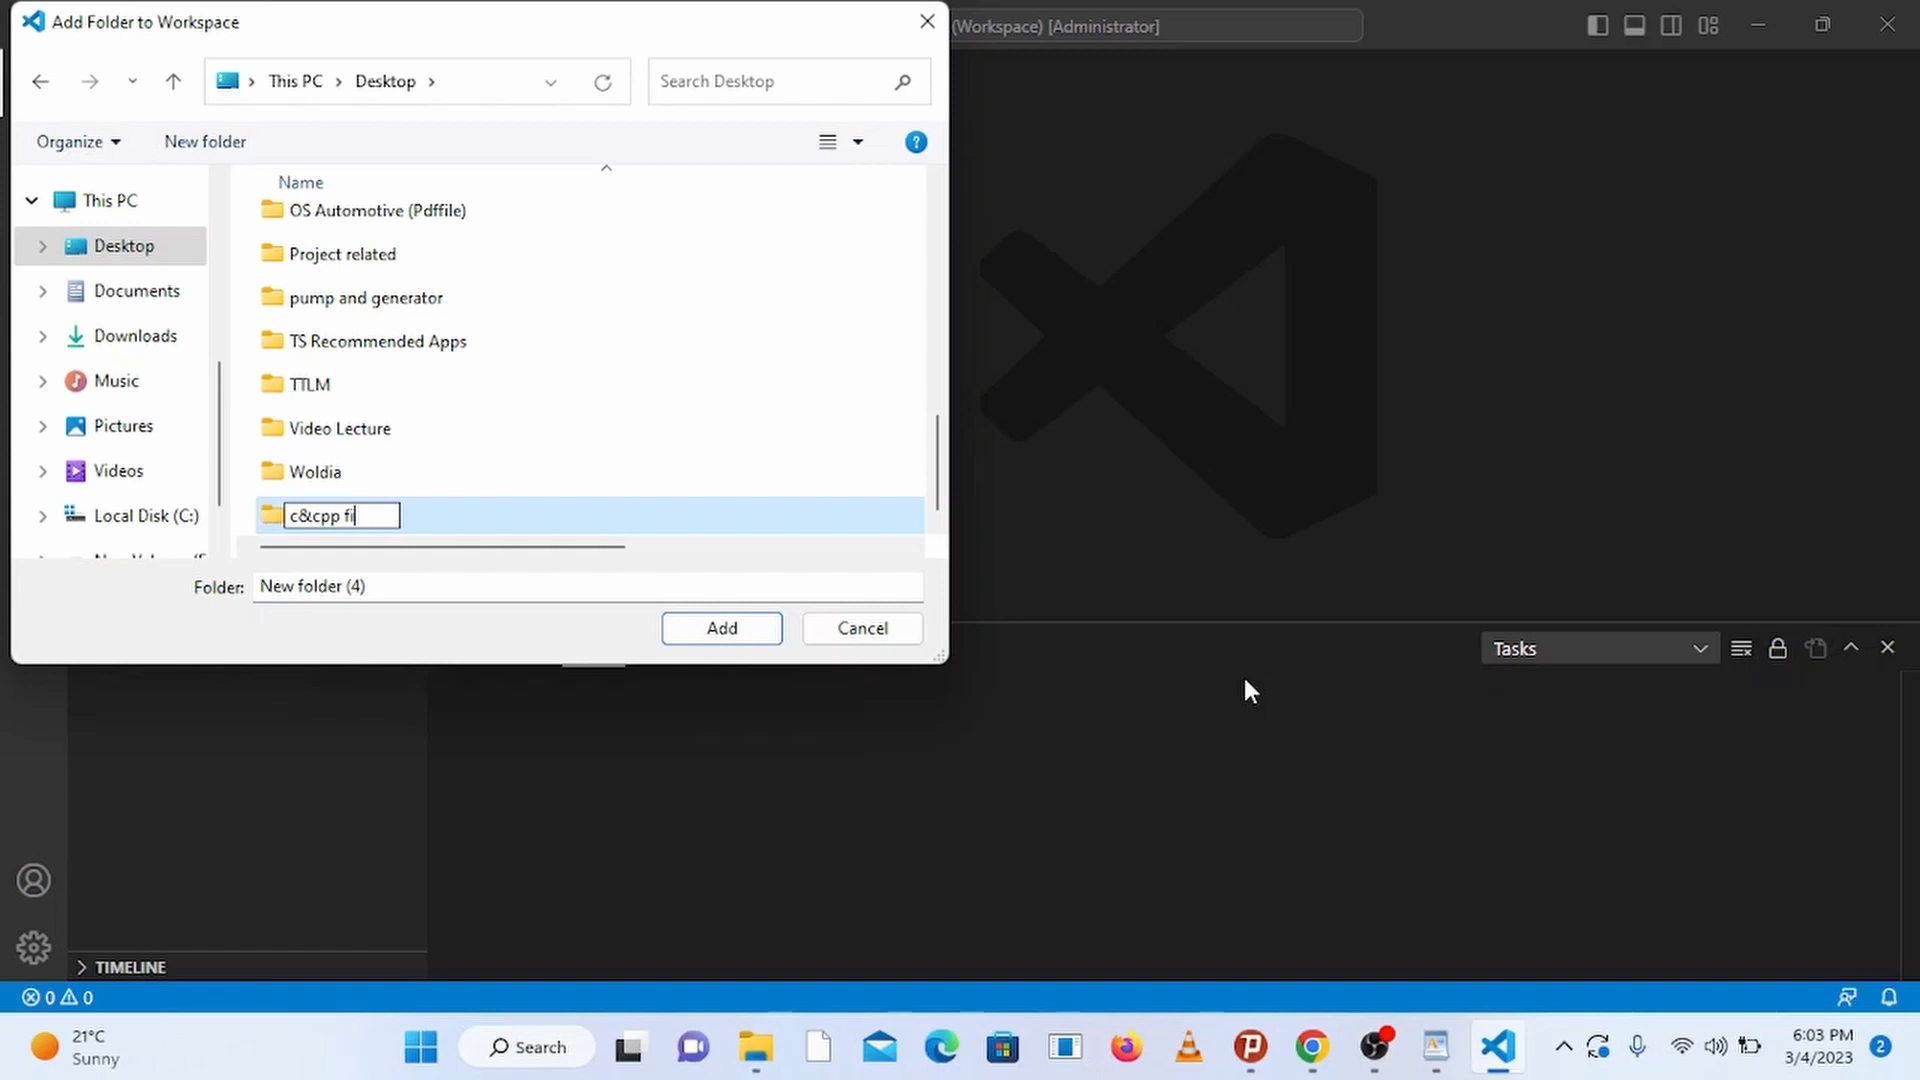 Add Folder to Workspace
(Workspace) [Administrator]
This PC
Desktop
Search Desktop
Organize
New folder
Name
This PC
Desktop
Documents
Downloads
Music
Pictures
Videos
Local Disk (C:)
OS Automotive (Pdffile)
Project related
pump and generator
TS Recommended Apps
TTLM
Video Lecture
Woldia
c&cpp fi
Folder:
New folder (4)
Add
Cancel
Tasks
TIMELINE
0
0
21°C
Sunny
Search
6:03 PM
3/4/2023
2